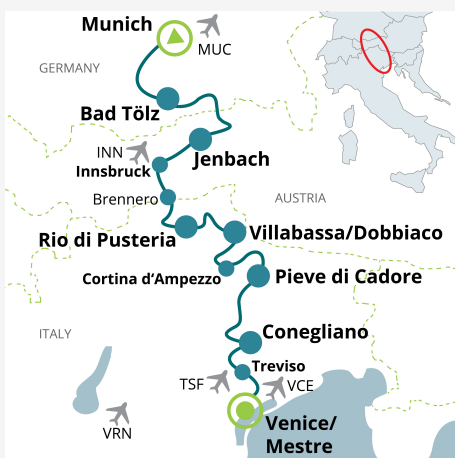 Munich
MUC
GERMANY
Bad Tölz
INN
Jenbach
Innsbruck
Brennero
AUSTRIA
Rio di Pusteria
Villabassa/Dobbiaco
Cortina d'Ampezzo
Pieve di Cadore
ITALY
Conegliano
Treviso
TSF
VCE
VRN
Venice/
Mestre